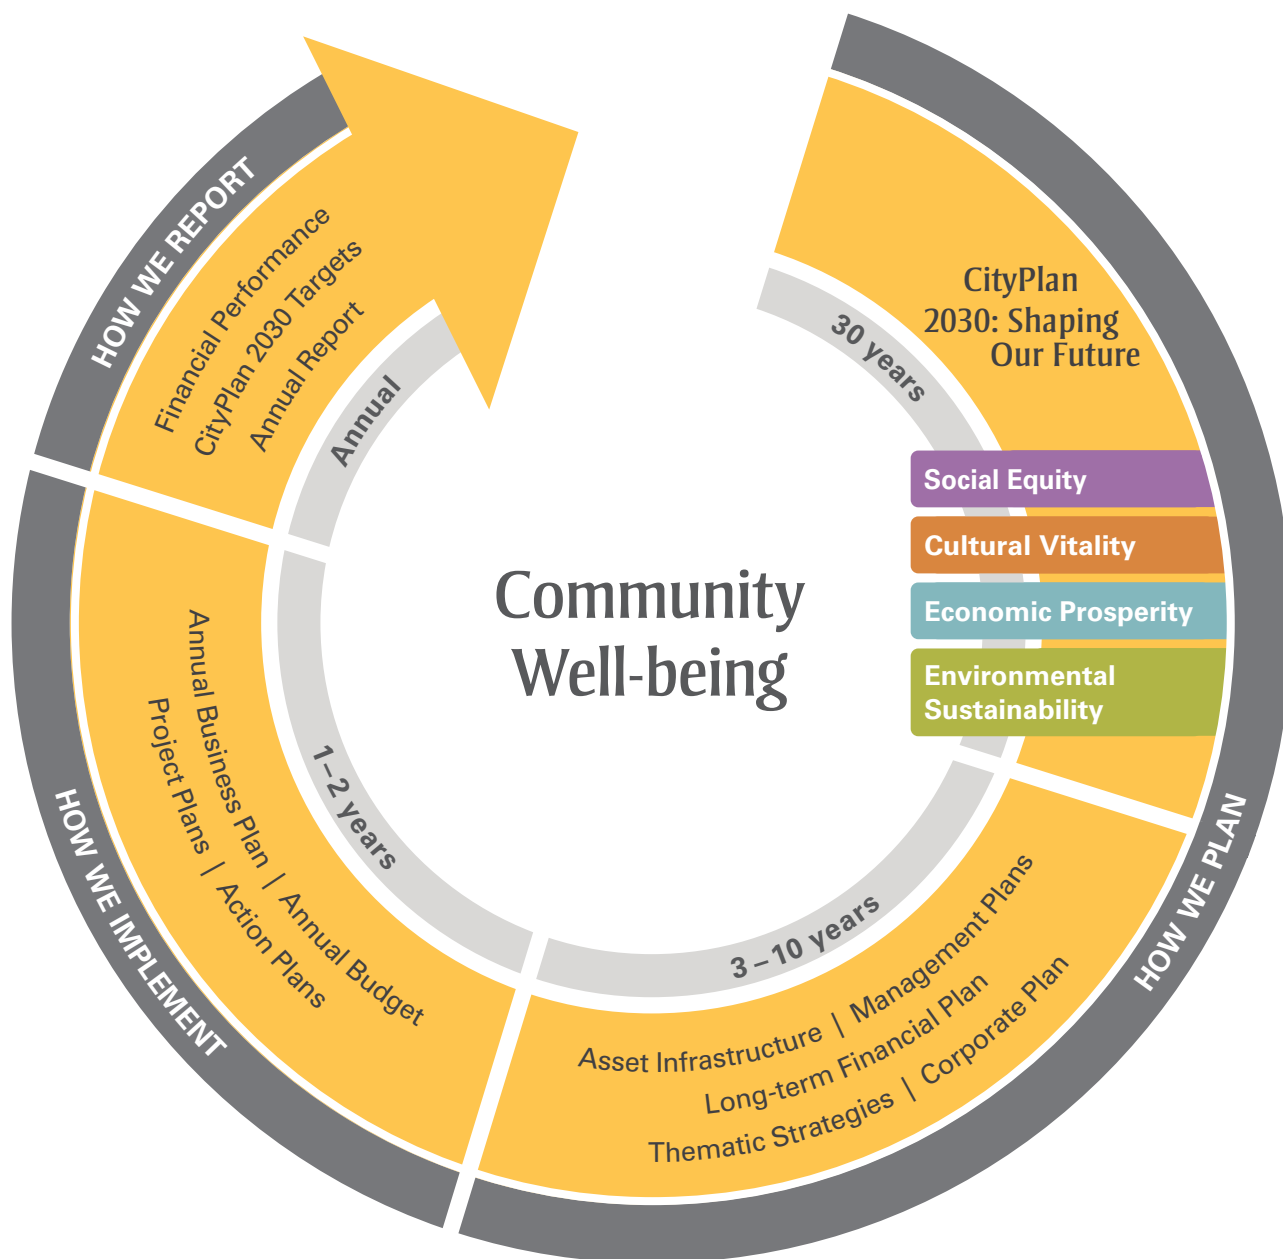 CityPlan
2030: Shaping
Our Future
30 years
Social Equity
Cultural Vitality
Economic Prosperity
Environmental
Sustainability
HOW WE PLAN
3–10 years
Asset Infrastructure | Management Plans
Long-term Financial Plan
Thematic Strategies | Corporate Plan
HOW WE IMPLEMENT
1–2 years
Annual Business Plan | Annual Budget
Project Plans | Action Plans
HOW WE REPORT
Financial Performance
CityPlan 2030 Targets
Annual Report
Annual
Community
Well-being